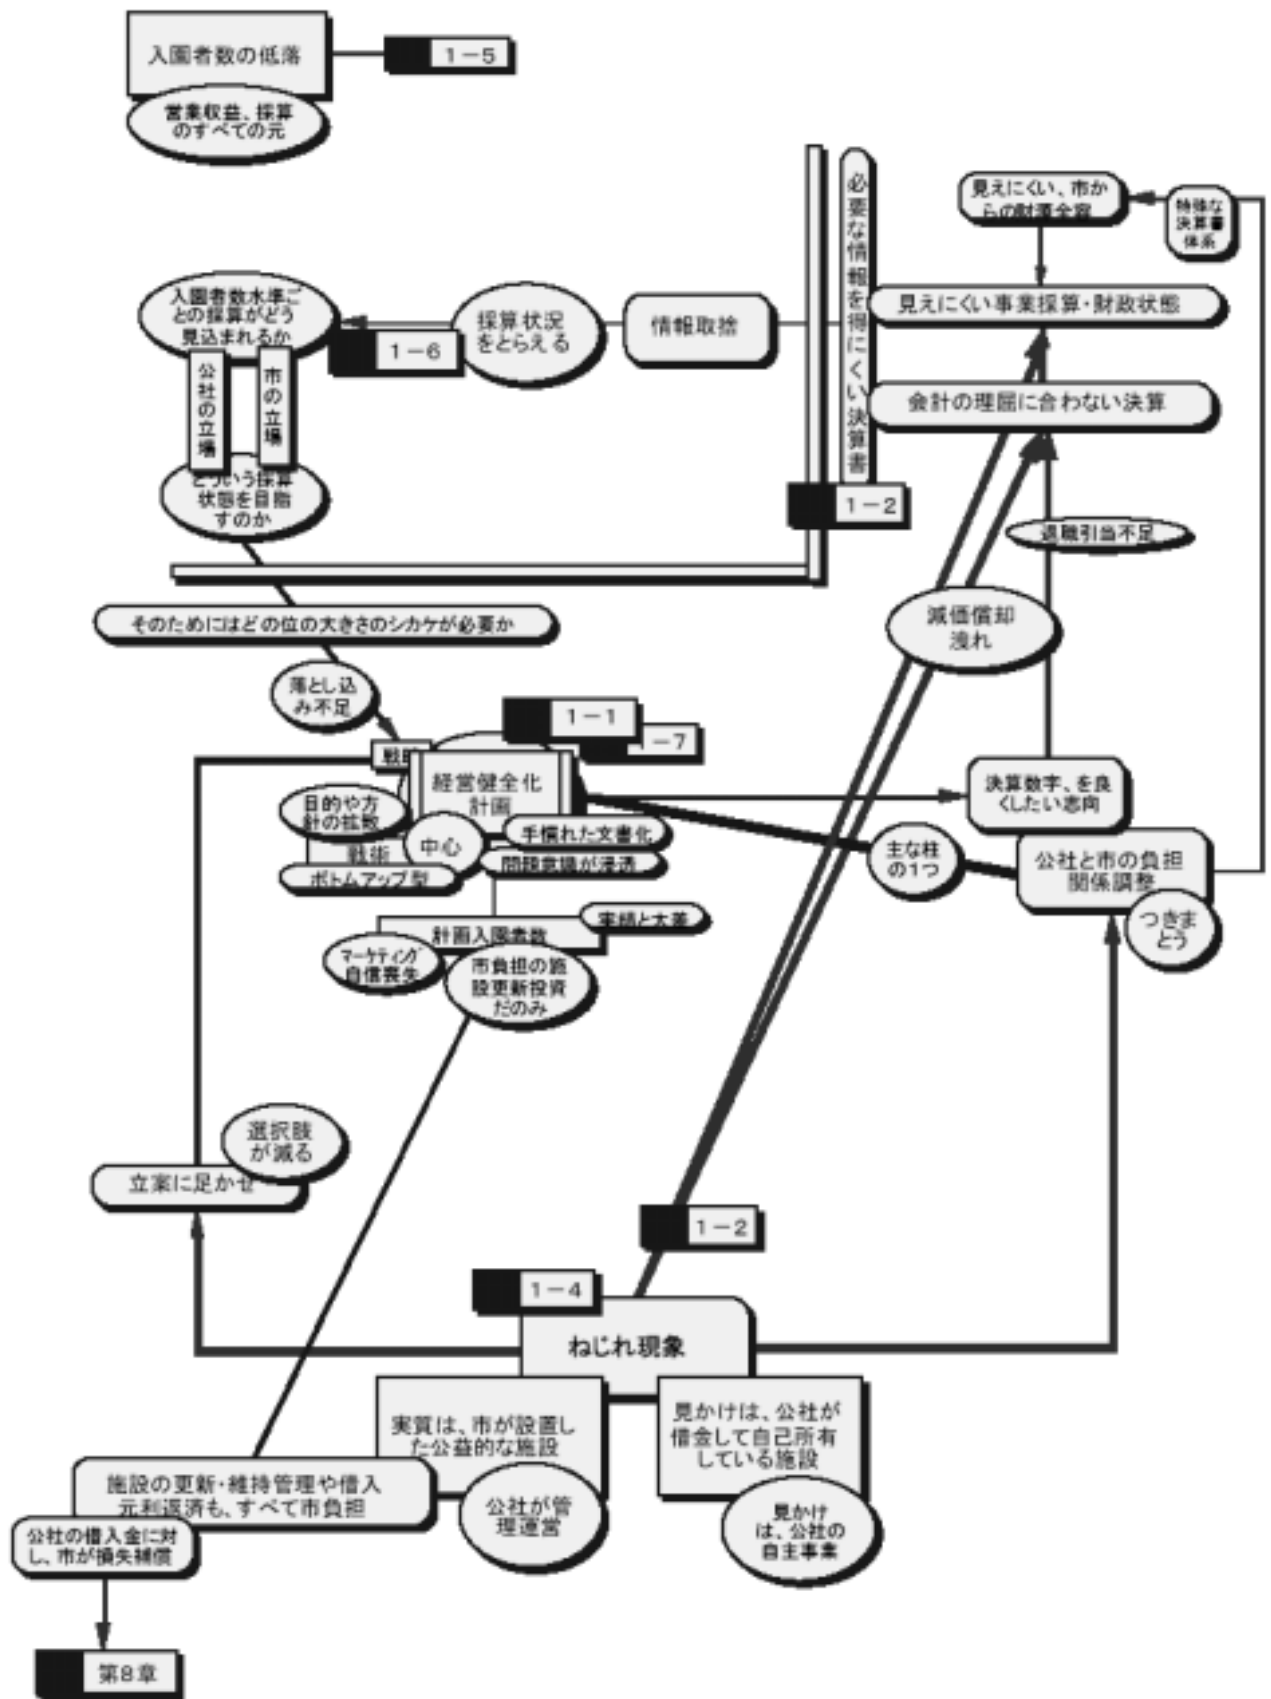 入園者数の低落
1－5
営業収益、採算
のすべての元
必要な情報を得にくい決算書
見えにくい、市か
らの財源全容
特殊な
決算書
体系
見えにくい事業採算・財政状態
入園者数水準ご
との採算がどう
見込まれるか
1－6
採算状況
をとらえる
情報取捨
会計の理屈に合わない決算
公社の立場
市の立場
どういう採算
状態を目指
すのか
1－2
退職引当不足
そのためにはどの位の大きさのシカケが必要か
減価償却
洩れ
落とし込
み不足
1－1
－7
戦略
経営健全化
計画
決算数字、を良
くしたい志向
目的や方
針の拡散
中心
手慣れた文書化
戦術
問題意識が浸透
ボトムアップ型
主な柱
の1つ
公社と市の負担
関係調整
つきま
とう
実績と大差
計画入園者数
マーケティング
自信喪失
市負担の施
設更新投資
だのみ
選択肢
が減る
立案に足かせ
1－2
1－4
ねじれ現象
実質は、市が設置し
た公益的な施設
見かけは、公社が
借金して自己所有
している施設
施設の更新・維持管理や借入
元利返済も、すべて市負担
公社が管
理運営
見かけ
は、公社の
自主事業
公社の借入金に対
し、市が損失補償
第8章